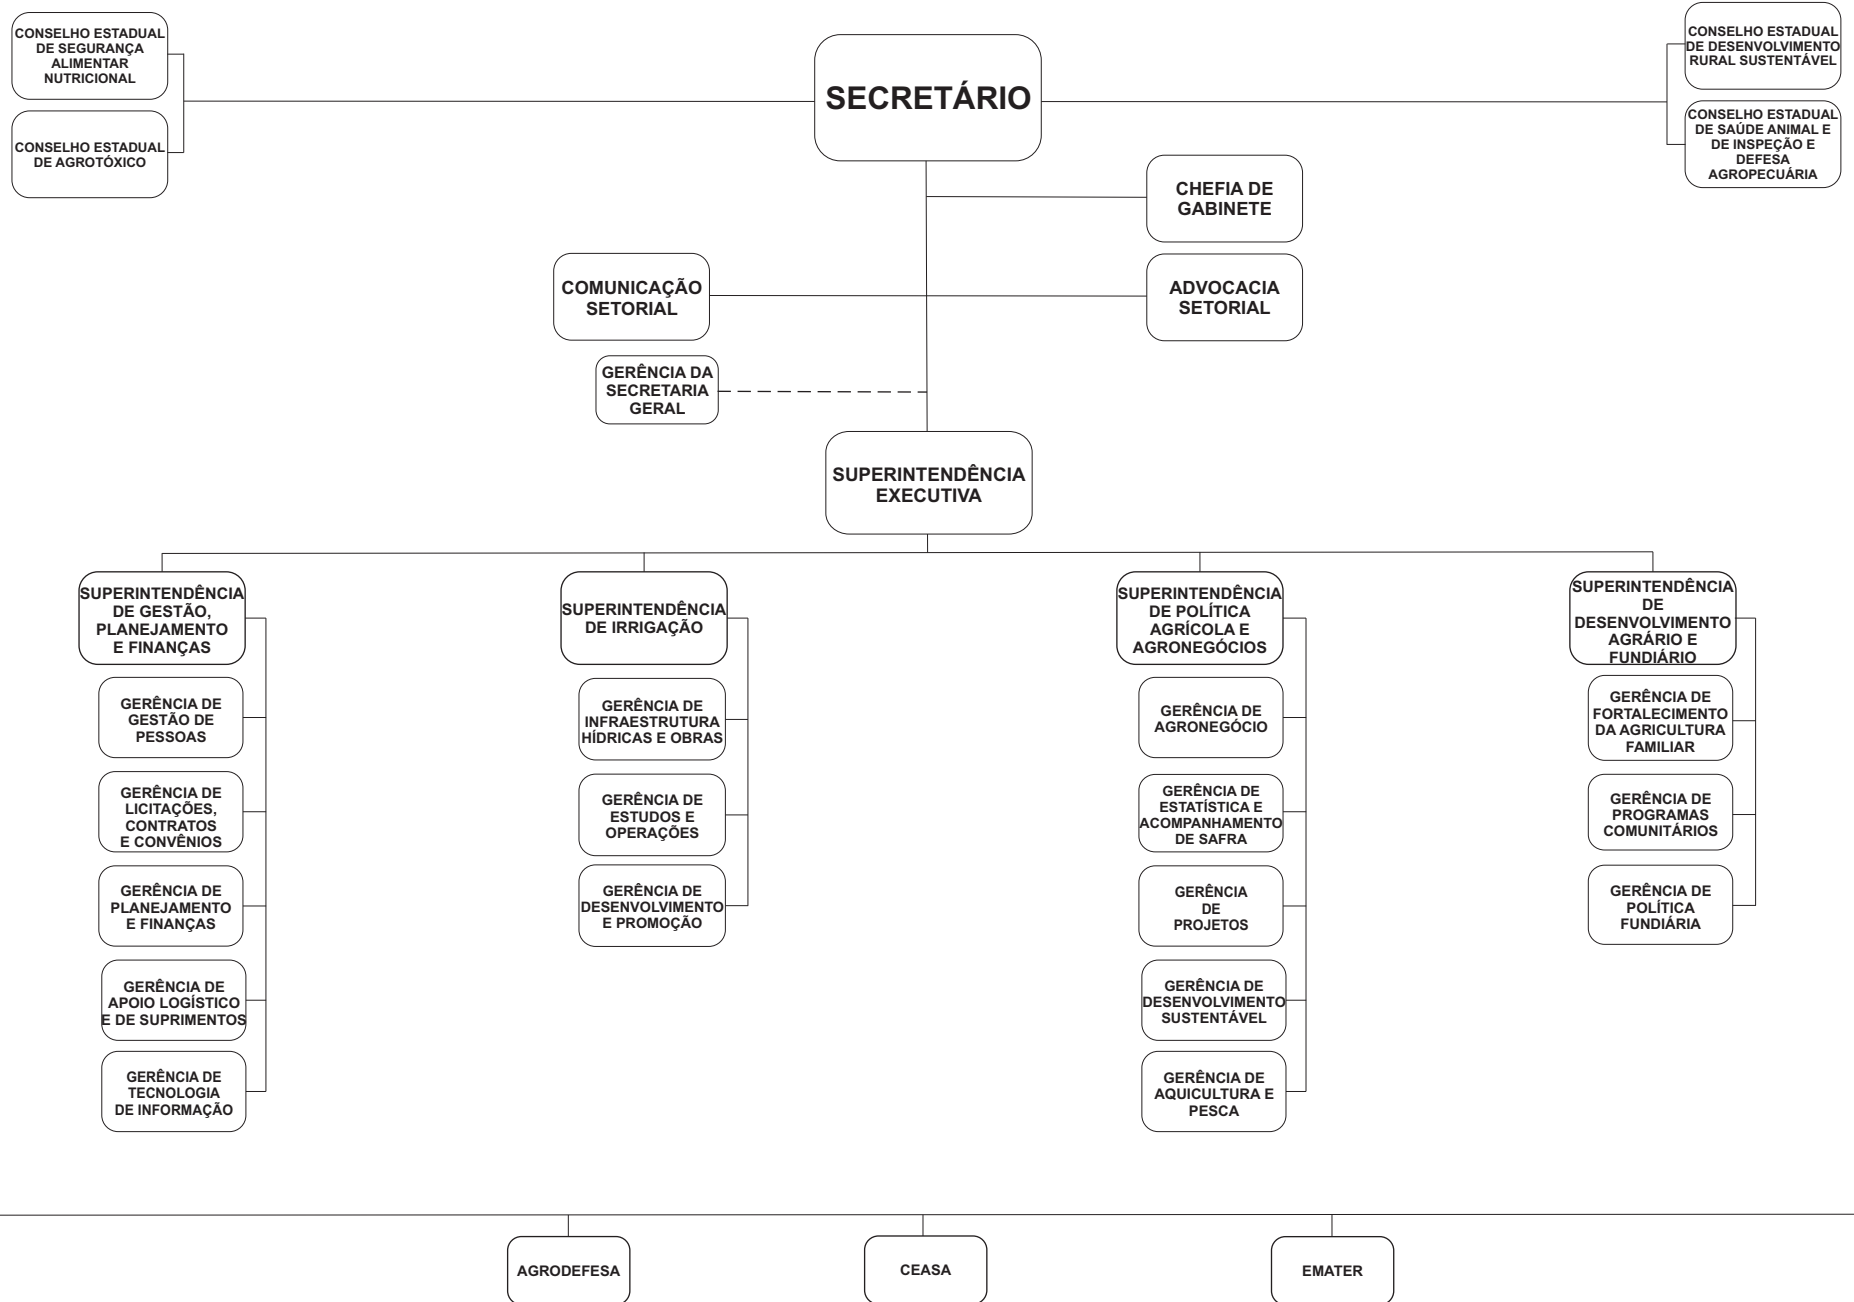 CONSELHO ESTADUAL
DE SEGURANÇA
ALIMENTAR
NUTRICIONAL
CONSELHO ESTADUAL
DE AGROTÓXICO
SECRETÁRIO
CONSELHO ESTADUAL
DE DESENVOLVIMENTO
RURAL SUSTENTÁVEL
CONSELHO ESTADUAL
DE SAÚDE ANIMAL E
DE INSPEÇÃO E
DEFESA
AGROPECUÁRIA
CHEFIA DE
GABINETE
COMUNICAÇÃO
SETORIAL
ADVOCACIA
SETORIAL
GERÊNCIA DA
SECRETARIA
GERAL
SUPERINTENDÊNCIA
EXECUTIVA
SUPERINTENDÊNCIA
DE GESTÃO,
PLANEJAMENTO
E FINANÇAS
GERÊNCIA DE
GESTÃO DE
PESSOAS
GERÊNCIA DE
LICITAÇÕES,
CONTRATOS
E CONVÊNIOS
GERÊNCIA DE
PLANEJAMENTO
E FINANÇAS
GERÊNCIA DE
APOIO LOGÍSTICO
E DE SUPRIMENTOS
GERÊNCIA DE
TECNOLOGIA
DE INFORMAÇÃO
SUPERINTENDÊNCIA
DE IRRIGAÇÃO
GERÊNCIA DE
INFRAESTRUTURA
HÍDRICAS E OBRAS
GERÊNCIA DE
ESTUDOS E
OPERAÇÕES
GERÊNCIA DE
DESENVOLVIMENTO
E PROMOÇÃO
SUPERINTENDÊNCIA
DE POLÍTICA
AGRÍCOLA E
AGRONEGÓCIOS
GERÊNCIA DE
AGRONEGÓCIO
GERÊNCIA DE
ESTATÍSTICA E
ACOMPANHAMENTO
DE SAFRA
GERÊNCIA
DE
PROJETOS
GERÊNCIA DE
DESENVOLVIMENTO
SUSTENTÁVEL
GERÊNCIA DE
AQUICULTURA E
PESCA
SUPERINTENDÊNCIA
DE
DESENVOLVIMENTO
AGRÁRIO E
FUNDIÁRIO
GERÊNCIA DE
FORTALECIMENTO
DA AGRICULTURA
FAMILIAR
GERÊNCIA DE
PROGRAMAS
COMUNITÁRIOS
GERÊNCIA DE
POLÍTICA
FUNDIÁRIA
AGRODEFESA
CEASA
EMATER